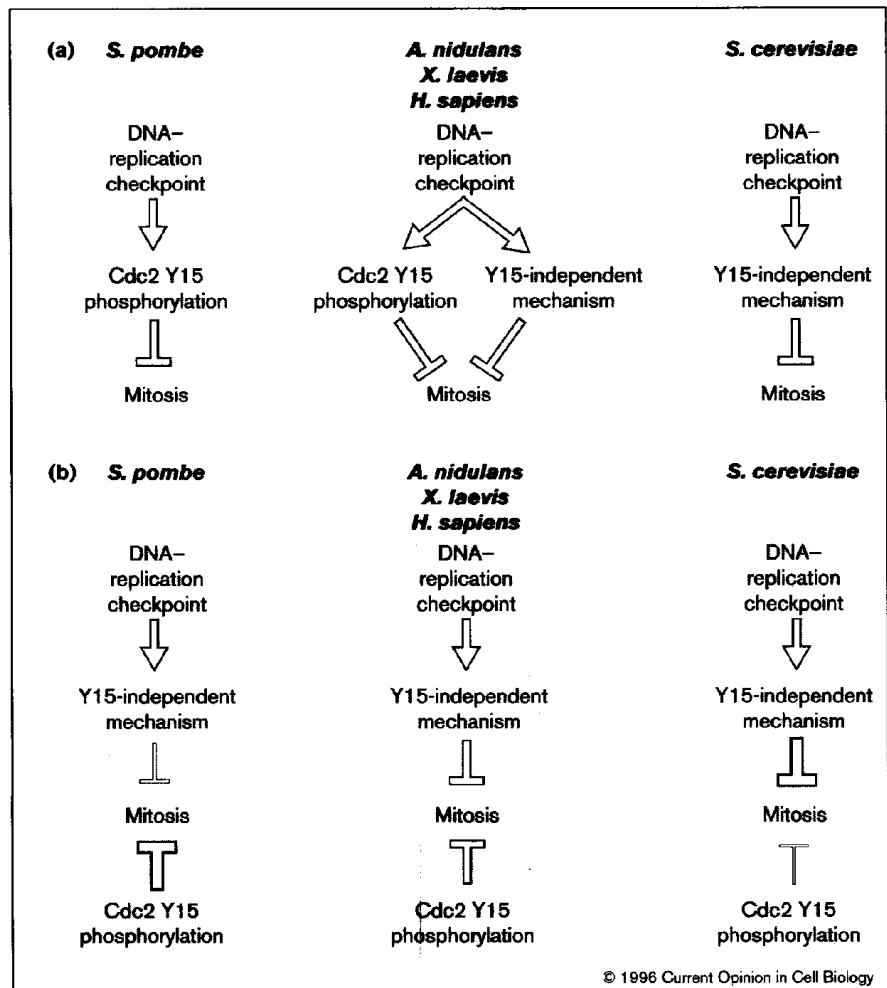 (a) S. pombe A. nidulans S. cerevisiae
X. laevis
H. sapiens
DNA– DNA– DNA–
replication replication replication
checkpoint checkpoint checkpoint
Cdc2 Y15 Cdc2 Y15 Y15-independent Y15-independent
phosphorylation phosphorylation mechanism mechanism
Mitosis Mitosis Mitosis
(b) S. pombe A. nidulans S. cerevisiae
X. laevis
H. sapiens
DNA– DNA– DNA–
replication replication replication
checkpoint checkpoint checkpoint
Y15-independent Y15-independent Y15-independent
mechanism mechanism mechanism
Mitosis Mitosis Mitosis
Cdc2 Y15 Cdc2 Y15 Cdc2 Y15
phosphorylation phosphorylation phosphorylation
© 1996 Current Opinion in Cell Biology